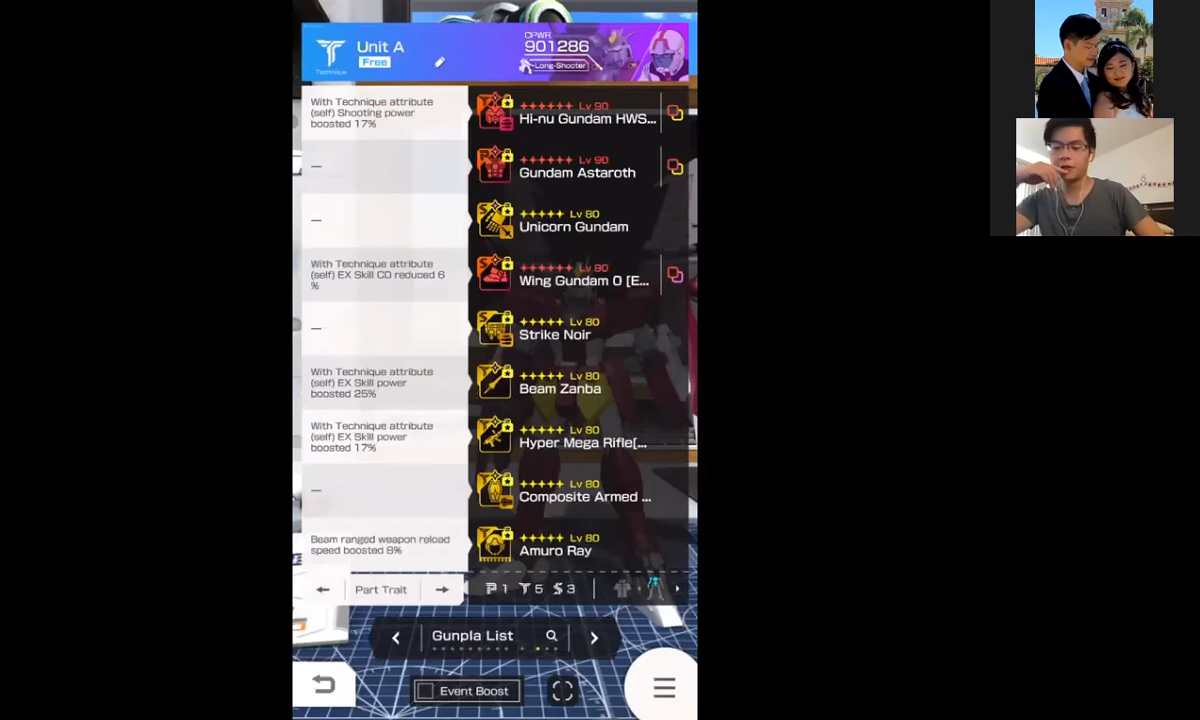 Technique
Unit A
Free
CPWR
901286
Long-Shooter
With Technique attribute
(self) Shooting power
boosted 17%
Lv 90
Hi-nu Gundam HWS...
—
Lv 90
Gundam Astaroth
—
Lv 80
Unicorn Gundam
With Technique attribute
(self) EX Skill CD reduced 6
%
Lv 80
Wing Gundam 0 [E...
—
Lv 80
Strike Noir
With Technique attribute
(self) EX Skill power
boosted 25%
Lv 80
Beam Zanba
With Technique attribute
(self) EX Skill power
boosted 17%
Lv 80
Hyper Mega Rifle[...
—
Lv 80
Composite Armed ...
Beam ranged weapon reload
speed boosted 8%
Lv 80
Amuro Ray
Part Trait
P 1 T 5 S 3
Gunpla List
Event Boost